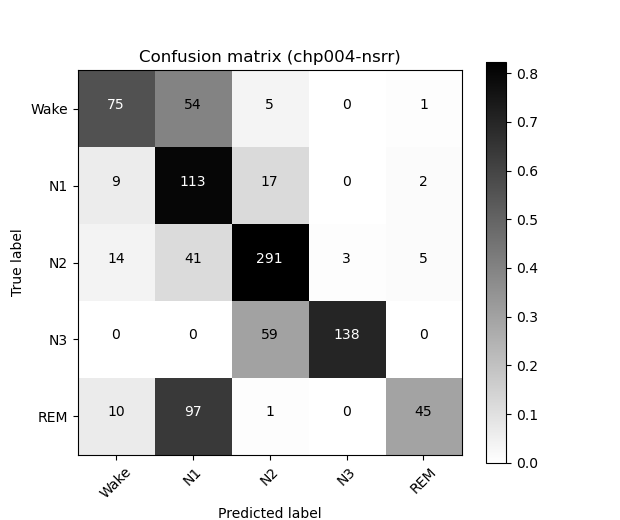 Confusion matrix (chp004-nsrr)
Wake 75 54 5 0 1
N1 9 113 17 0 2
N2 14 41 291 3 5
N3 0 0 59 138 0
REM 10 97 1 0 45
True label
Wake N1 N2 N3 REM
Predicted label
0.8
0.7
0.6
0.5
0.4
0.3
0.2
0.1
0.0